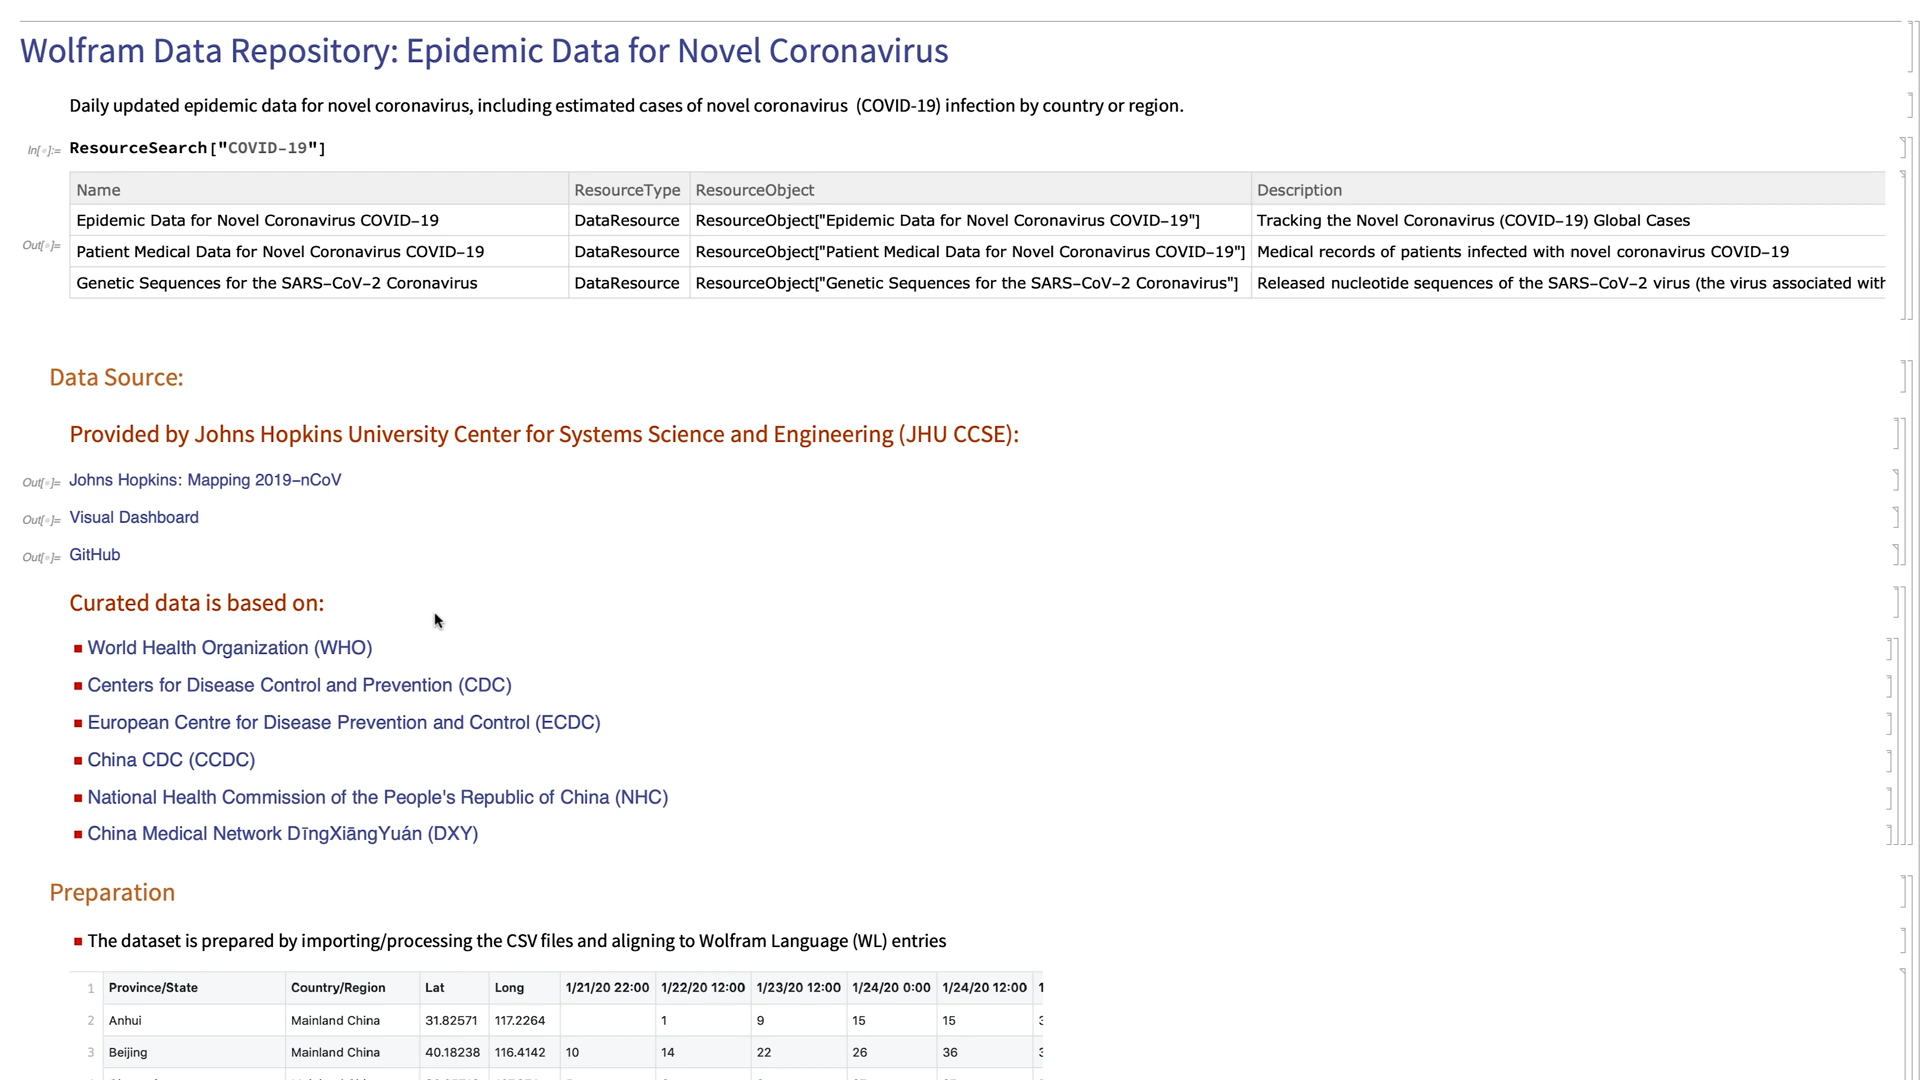 Wolfram Data Repository: Epidemic Data for Novel Coronavirus
Daily updated epidemic data for novel coronavirus, including estimated cases of novel coronavirus (COVID-19) infection by country or region.
In[◦]:= ResourceSearch["COVID-19"]
Name ResourceType ResourceObject Description
Epidemic Data for Novel Coronavirus COVID-19 DataResource ResourceObject["Epidemic Data for Novel Coronavirus COVID-19"] Tracking the Novel Coronavirus (COVID-19) Global Cases
Out[◦]= Patient Medical Data for Novel Coronavirus COVID-19 DataResource ResourceObject["Patient Medical Data for Novel Coronavirus COVID-19"] Medical records of patients infected with novel coronavirus COVID-19
Genetic Sequences for the SARS-CoV-2 Coronavirus DataResource ResourceObject["Genetic Sequences for the SARS-CoV-2 Coronavirus"] Released nucleotide sequences of the SARS-CoV-2 virus (the virus associated with
Data Source:
Provided by Johns Hopkins University Center for Systems Science and Engineering (JHU CCSE):
Out[◦]= Johns Hopkins: Mapping 2019-nCoV
Out[◦]= Visual Dashboard
Out[◦]= GitHub
Curated data is based on:
World Health Organization (WHO)
Centers for Disease Control and Prevention (CDC)
European Centre for Disease Prevention and Control (ECDC)
China CDC (CCDC)
National Health Commission of the People's Republic of China (NHC)
China Medical Network DīngXiāngYuán (DXY)
Preparation
The dataset is prepared by importing/processing the CSV files and aligning to Wolfram Language (WL) entries
1 Province/State Country/Region Lat Long 1/21/20 22:00 1/22/20 12:00 1/23/20 12:00 1/24/20 0:00 1/24/20 12:00
2 Anhui Mainland China 31.82571 117.2264 1 9 15 15
3 Beijing Mainland China 40.18238 116.4142 10 14 22 26 36